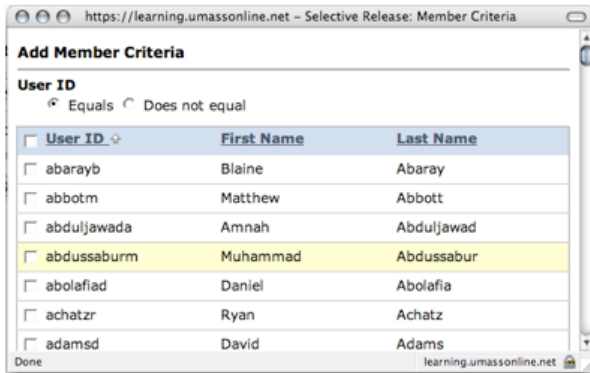 https://learning.umassonline.net – Selective Release: Member Criteria
Add Member Criteria
User ID
Equals Does not equal
User ID First Name Last Name
abarayb Blaine Abaray
abbotm Matthew Abbott
abduljawada Amnah Abduljawad
abdussaburm Muhammad Abdussabur
abolafiad Daniel Abolafia
achatzr Ryan Achatz
adamsd David Adams
Done learning.umassonline.net